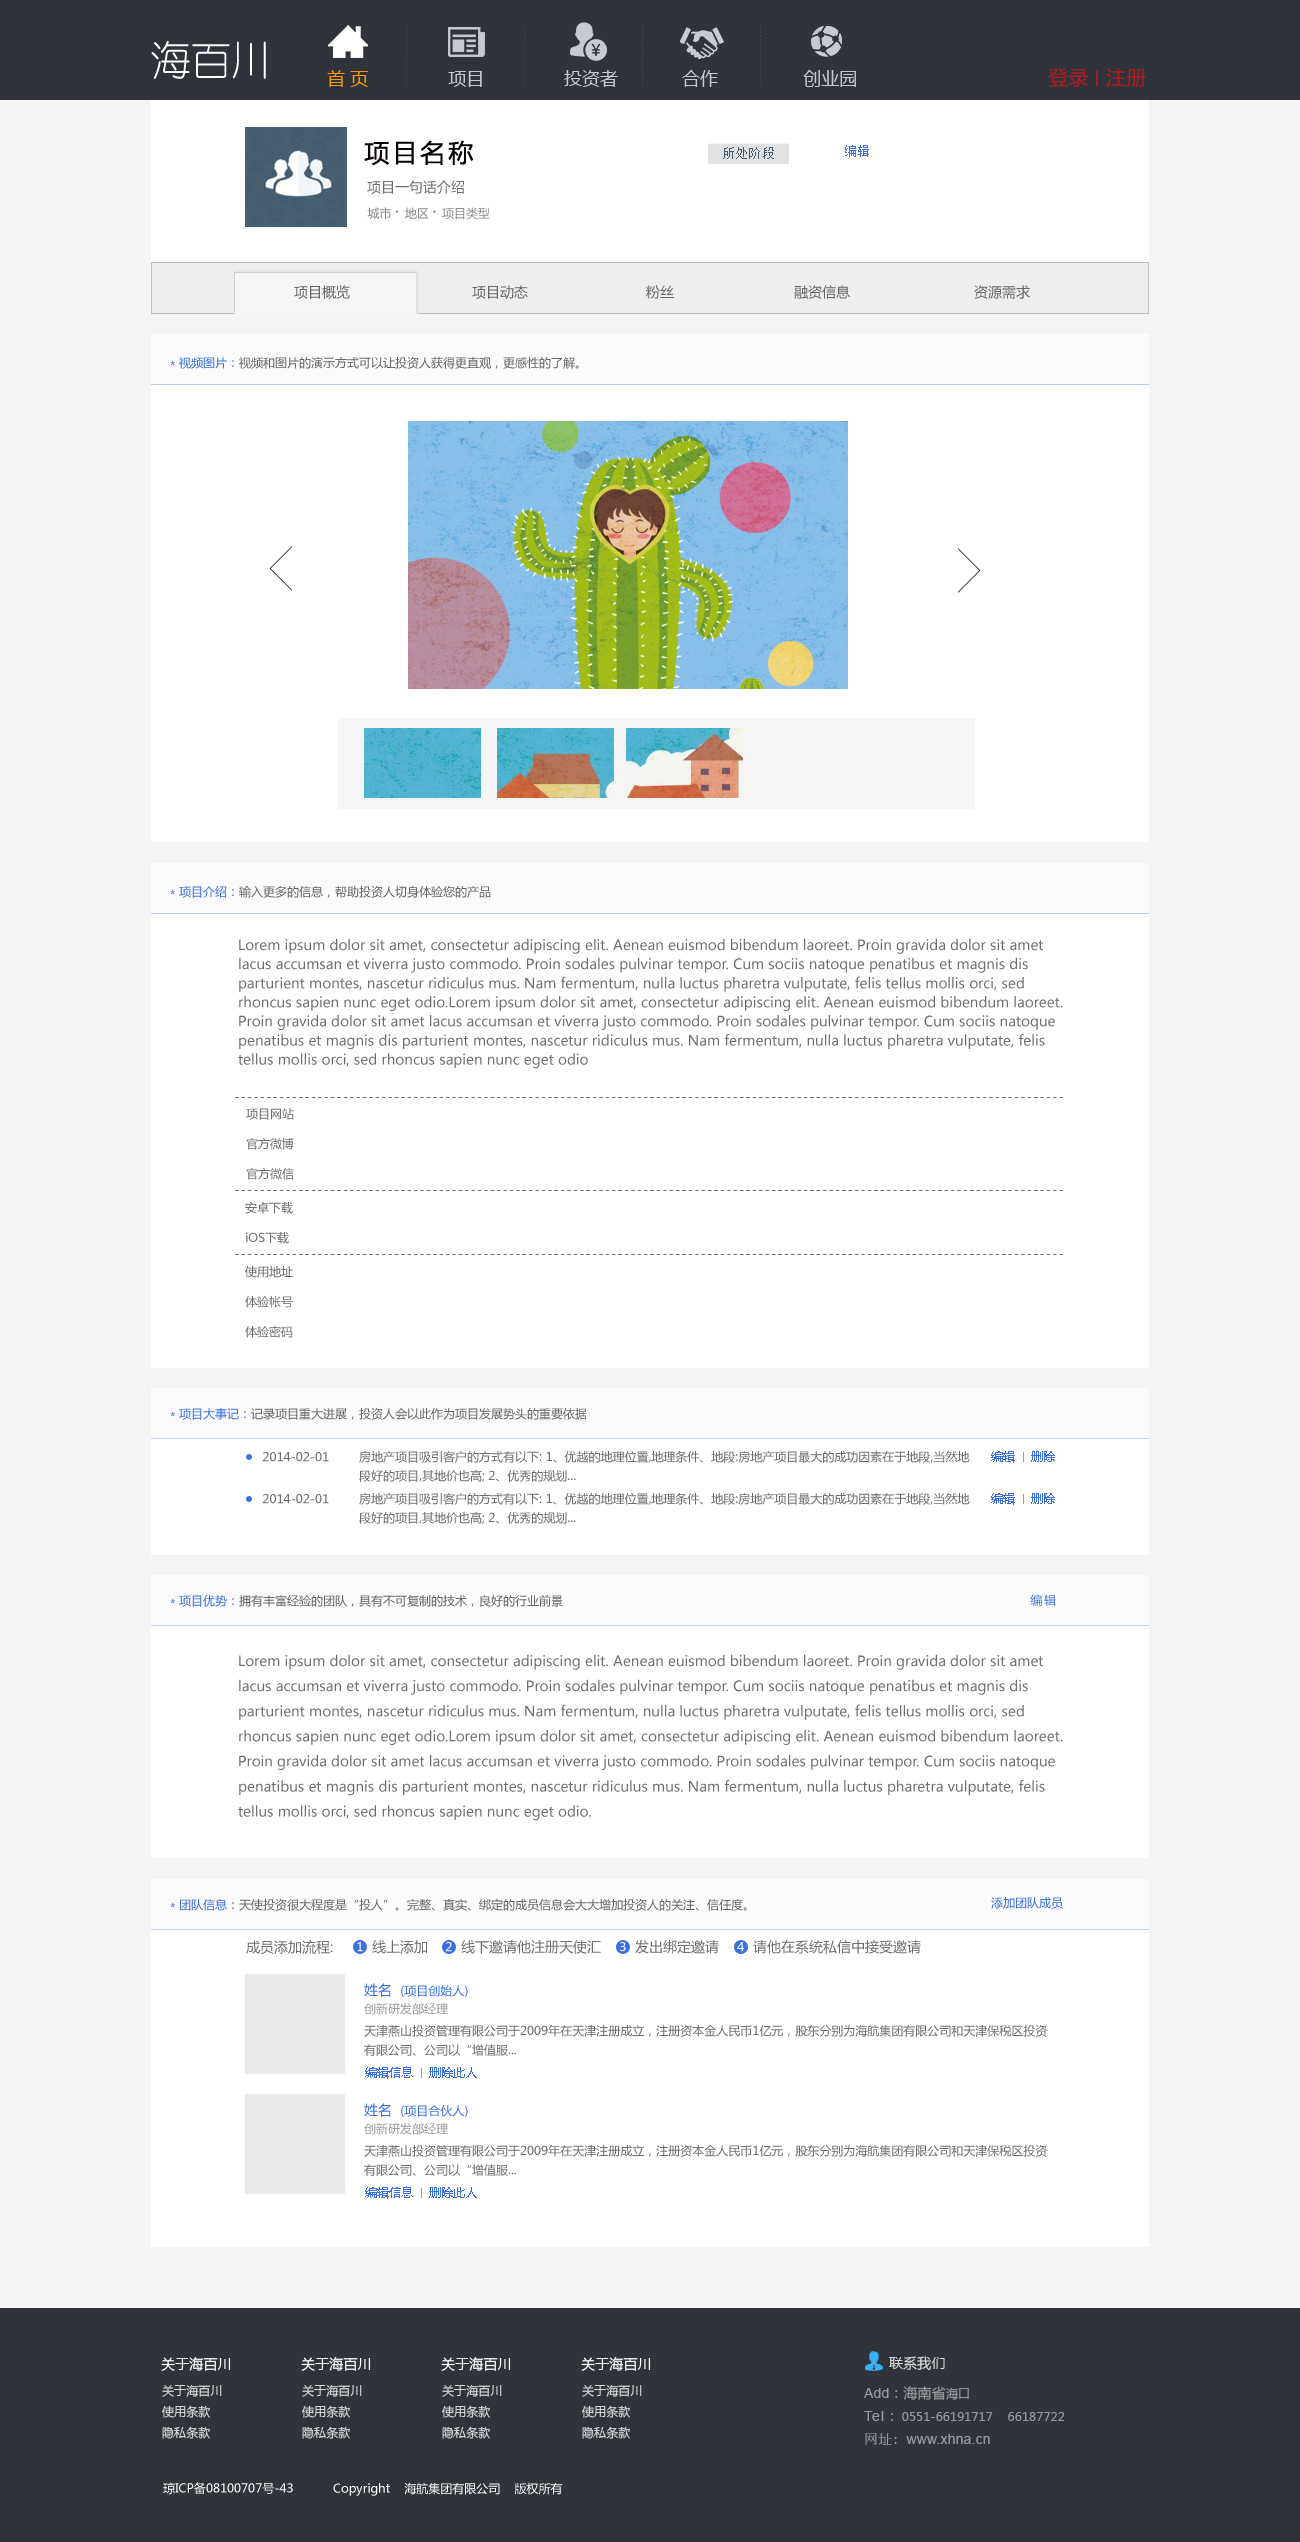 海百川
首 页
项目
投资者
合作
创业园
登录 | 注册
项目名称
所处阶段
编辑
项目一句话介绍
城市 · 地区 · 项目类型
项目概览
项目动态
粉丝
融资信息
资源需求
* 视频图片：视频和图片的演示方式可以让投资人获得更直观，更感性的了解。
* 项目介绍：输入更多的信息，帮助投资人切身体验您的产品
Lorem ipsum dolor sit amet, consectetur adipiscing elit. Aenean euismod bibendum laoreet. Proin gravida dolor sit amet
lacus accumsan et viverra justo commodo. Proin sodales pulvinar tempor. Cum sociis natoque penatibus et magnis dis
parturient montes, nascetur ridiculus mus. Nam fermentum, nulla luctus pharetra vulputate, felis tellus mollis orci, sed
rhoncus sapien nunc eget odio.Lorem ipsum dolor sit amet, consectetur adipiscing elit. Aenean euismod bibendum laoreet.
Proin gravida dolor sit amet lacus accumsan et viverra justo commodo. Proin sodales pulvinar tempor. Cum sociis natoque
penatibus et magnis dis parturient montes, nascetur ridiculus mus. Nam fermentum, nulla luctus pharetra vulputate, felis
tellus mollis orci, sed rhoncus sapien nunc eget odio
项目网站
官方微博
官方微信
安卓下载
iOS下载
使用地址
体验帐号
体验密码
* 项目大事记：记录项目重大进展，投资人会以此作为项目发展势头的重要依据
2014-02-01 房地产项目吸引客户的方式有以下: 1、优越的地理位置,地理条件、地段:房地产项目最大的成功因素在于地段,当然地 编辑 | 删除
段好的项目,其地价也高; 2、优秀的规划...
2014-02-01 房地产项目吸引客户的方式有以下: 1、优越的地理位置,地理条件、地段:房地产项目最大的成功因素在于地段,当然地 编辑 | 删除
段好的项目,其地价也高; 2、优秀的规划...
* 项目优势：拥有丰富经验的团队，具有不可复制的技术，良好的行业前景 编辑
Lorem ipsum dolor sit amet, consectetur adipiscing elit. Aenean euismod bibendum laoreet. Proin gravida dolor sit amet
lacus accumsan et viverra justo commodo. Proin sodales pulvinar tempor. Cum sociis natoque penatibus et magnis dis
parturient montes, nascetur ridiculus mus. Nam fermentum, nulla luctus pharetra vulputate, felis tellus mollis orci, sed
rhoncus sapien nunc eget odio.Lorem ipsum dolor sit amet, consectetur adipiscing elit. Aenean euismod bibendum laoreet.
Proin gravida dolor sit amet lacus accumsan et viverra justo commodo. Proin sodales pulvinar tempor. Cum sociis natoque
penatibus et magnis dis parturient montes, nascetur ridiculus mus. Nam fermentum, nulla luctus pharetra vulputate, felis
tellus mollis orci, sed rhoncus sapien nunc eget odio.
* 团队信息：天使投资很大程度是“投人”。完整、真实、绑定的成员信息会大大增加投资人的关注、信任度。 添加团队成员
成员添加流程: 1 线上添加 2 线下邀请他注册天使汇 3 发出绑定邀请 4 请他在系统私信中接受邀请
姓名 (项目创始人)
创新研发部经理
天津燕山投资管理有限公司于2009年在天津注册成立，注册资本金人民币1亿元，股东分别为海航集团有限公司和天津保税区投资
有限公司、公司以“增值服...
编辑信息 | 删除此人
姓名 (项目合伙人)
创新研发部经理
天津燕山投资管理有限公司于2009年在天津注册成立，注册资本金人民币1亿元，股东分别为海航集团有限公司和天津保税区投资
有限公司、公司以“增值服...
编辑信息 | 删除此人
关于海百川 关于海百川 关于海百川 关于海百川
关于海百川 关于海百川 关于海百川 关于海百川
使用条款 使用条款 使用条款 使用条款
隐私条款 隐私条款 隐私条款 隐私条款
联系我们
Add：海南省海口
Tel：0551-66191717 66187722
网址：www.xhna.cn
琼ICP备08100707号-43 Copyright 海航集团有限公司 版权所有